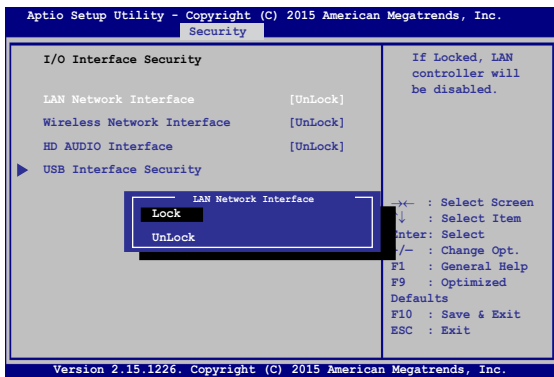 Aptio Setup Utility - Copyright (C) 2015 American Megatrends, Inc.
Security
I/O Interface Security
LAN Network Interface [UnLock]
Wireless Network Interface [UnLock]
HD AUDIO Interface [UnLock]
USB Interface Security
LAN Network Interface
Lock
UnLock
If Locked, LAN
controller will
be disabled.
→← : Select Screen
↓ : Select Item
nter: Select
/— : Change Opt.
F1 : General Help
F9 : Optimized
Defaults
F10 : Save & Exit
ESC : Exit
Version 2.15.1226. Copyright (C) 2015 American Megatrends, Inc.